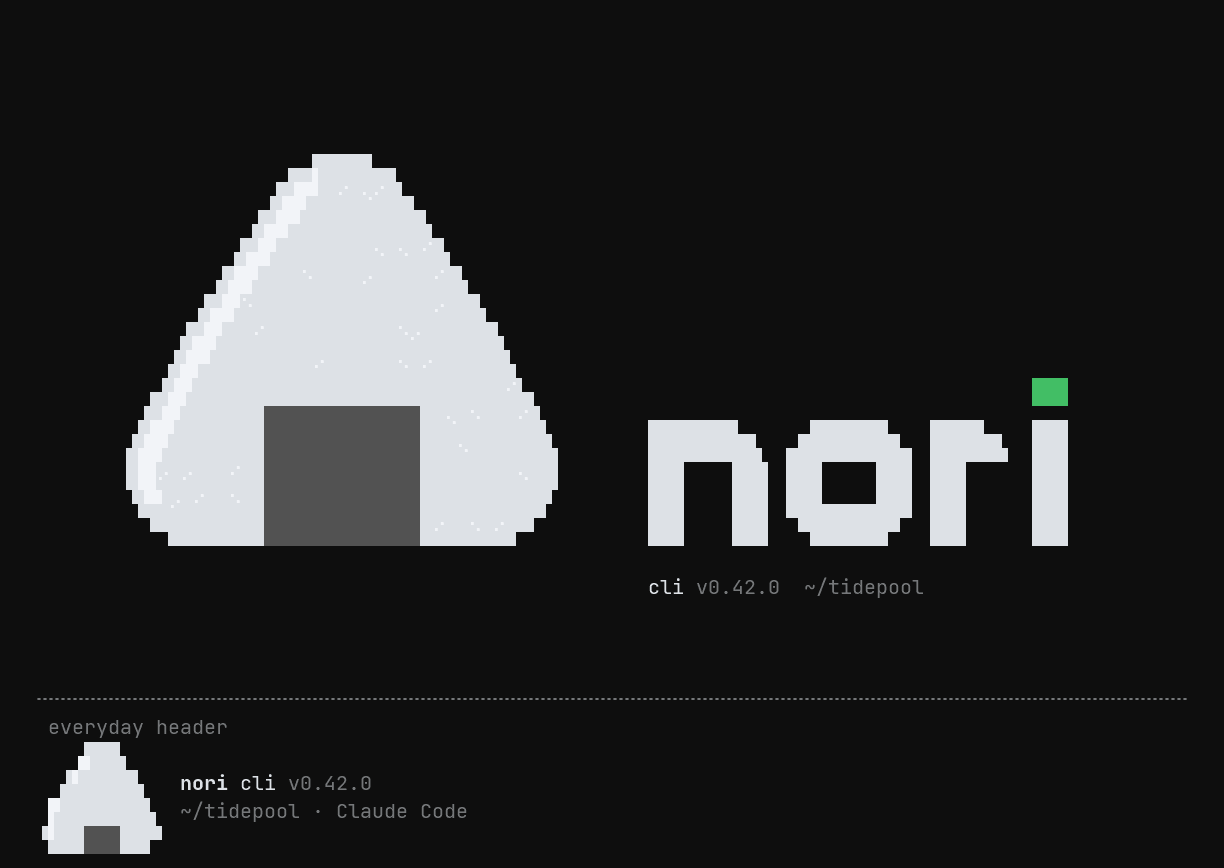 nori
cli v0.42.0 ~/tidepool
everyday header
nori cli v0.42.0
~/tidepool · Claude Code